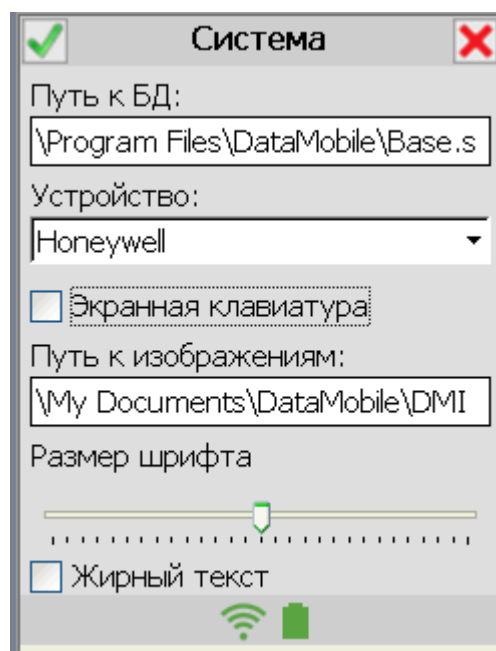 Система
Путь к БД:
\Program Files\DataMobile\Base.s
Устройство:
Honeywell
Экранная клавиатура
Путь к изображениям:
\My Documents\DataMobile\DMI
Размер шрифта
Жирный текст